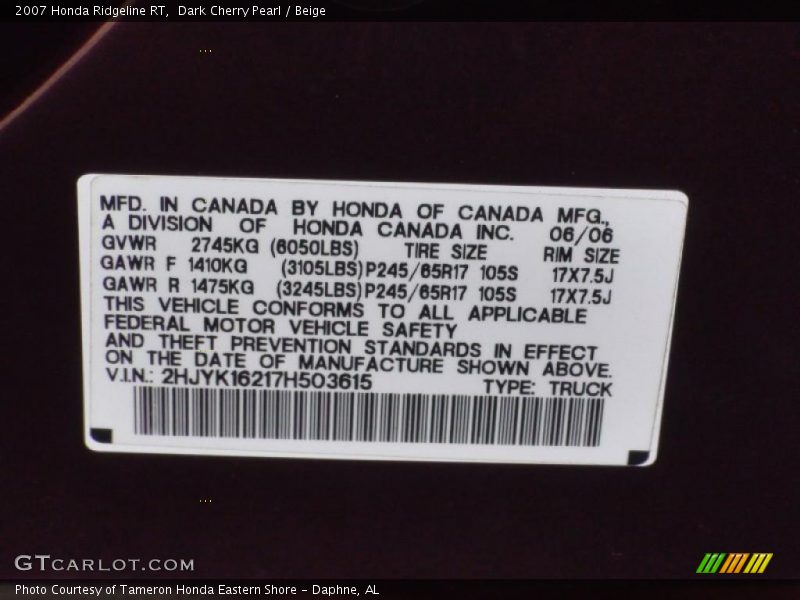 2007 Honda Ridgeline RT,  Dark Cherry Pearl / Beige
MFD. IN CANADA BY HONDA OF CANADA MFG.,
A DIVISION OF HONDA CANADA INC. 06/06
GVWR 2745KG (6050LBS) TIRE SIZE RIM SIZE
GAWR F 1410KG (3105LBS) P245/65R17 105S 17X7.5J
GAWR R 1475KG (3245LBS) P245/65R17 105S 17X7.5J
THIS VEHICLE CONFORMS TO ALL APPLICABLE
FEDERAL MOTOR VEHICLE SAFETY
AND THEFT PREVENTION STANDARDS IN EFFECT
ON THE DATE OF MANUFACTURE SHOWN ABOVE.
V.I.N.: 2HJYK16217H503615 TYPE: TRUCK
GTCARLOT.COM
Photo Courtesy of Tameron Honda Eastern Shore – Daphne, AL